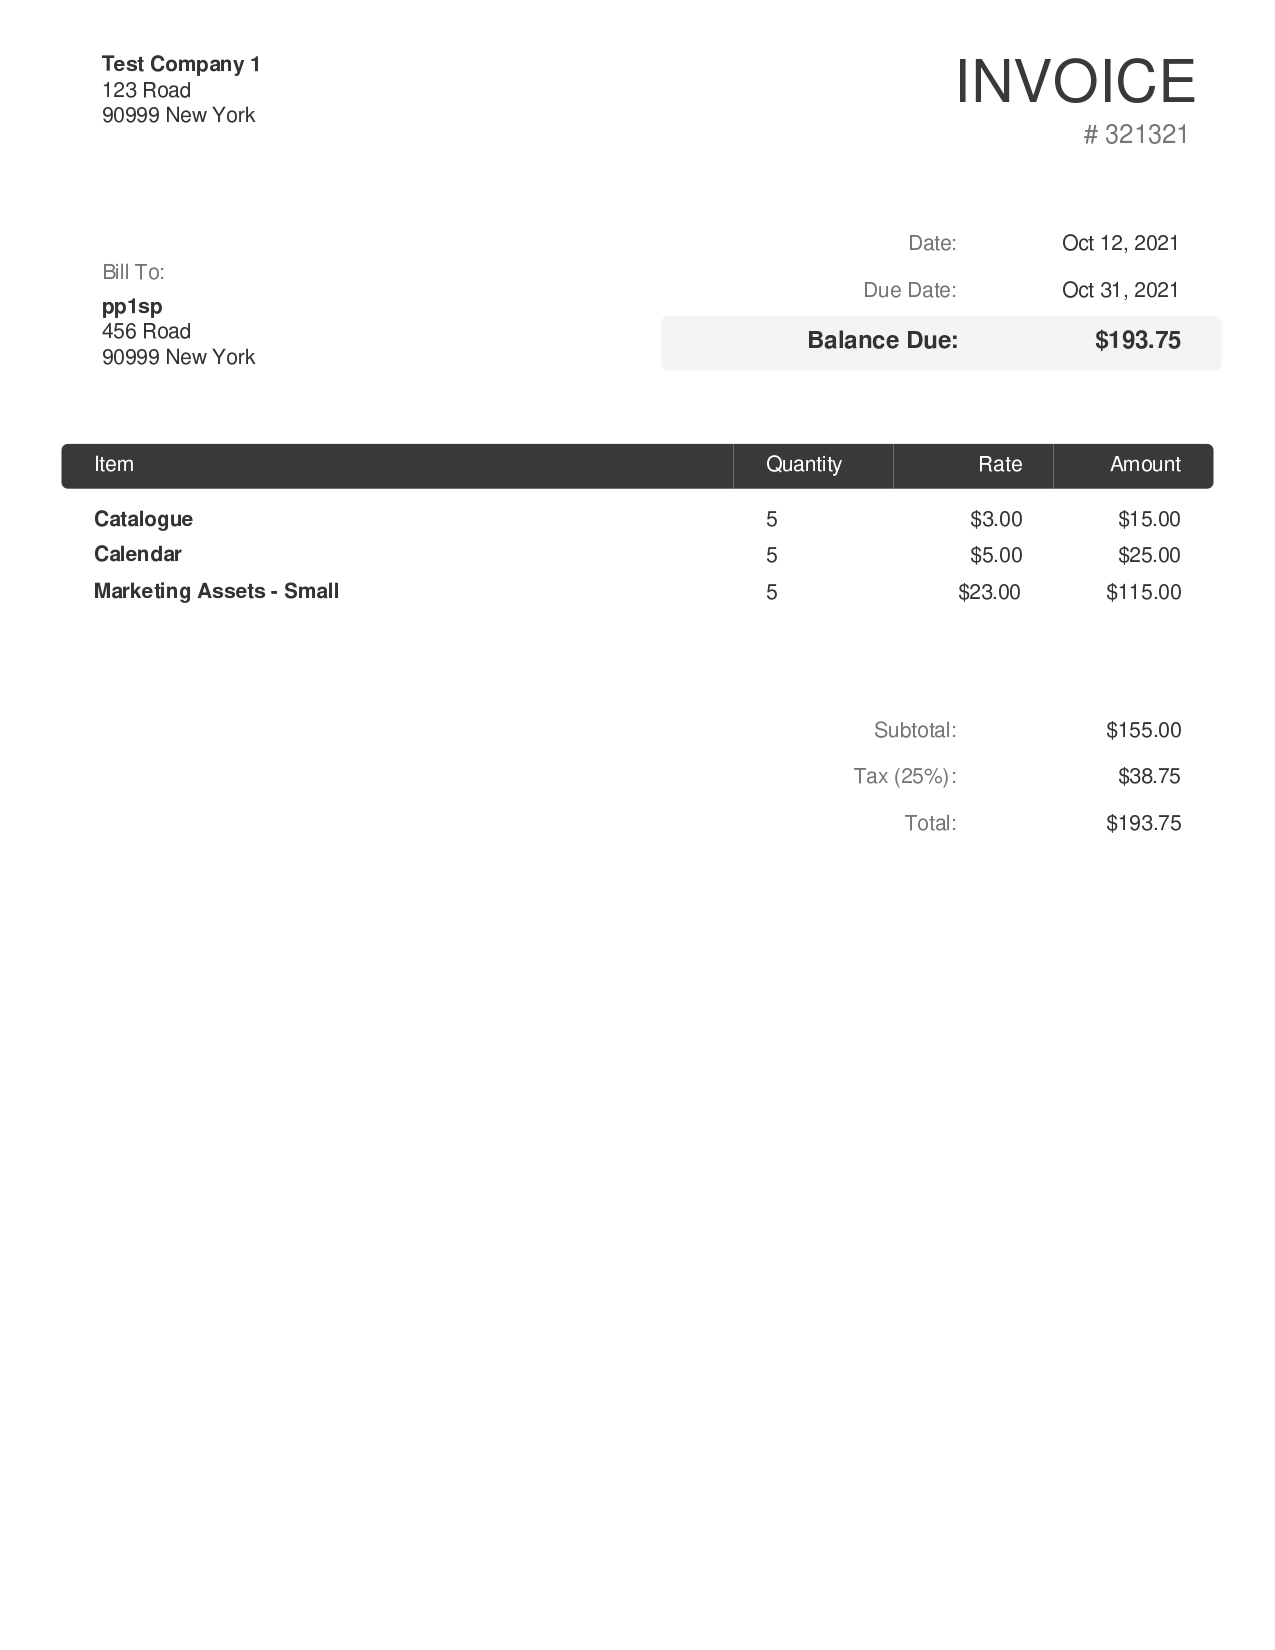 Test Company 1
123 Road
90999 New York
INVOICE
# 321321
Date: Oct 12, 2021
Due Date: Oct 31, 2021
Balance Due: $193.75
Bill To:
pp1sp
456 Road
90999 New York
Item Quantity Rate Amount
Catalogue 5 $3.00 $15.00
Calendar 5 $5.00 $25.00
Marketing Assets - Small 5 $23.00 $115.00
Subtotal: $155.00
Tax (25%): $38.75
Total: $193.75